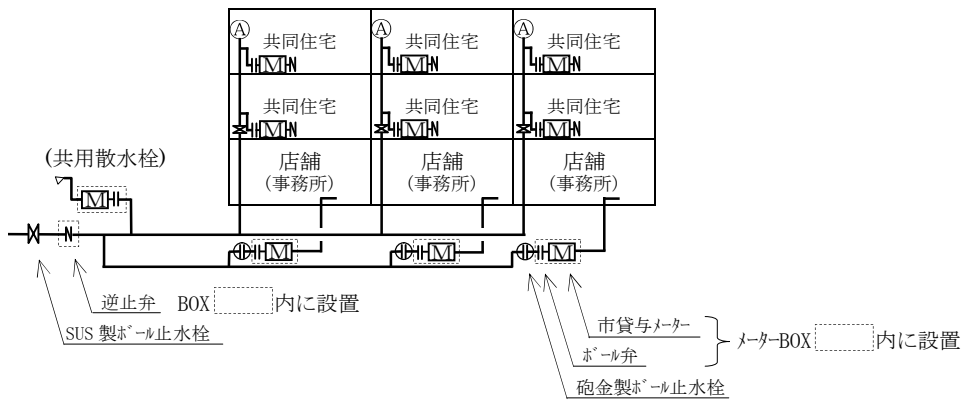 A A A
共同住宅 共同住宅 共同住宅
M N M N M N
共同住宅 共同住宅 共同住宅
M N M N M N
(共用散水栓)
店舗 店舗 店舗
(事務所) (事務所) (事務所)
M
N
M M M
逆止弁 BOX 内に設置
SUS 製ﾎﾞｰﾙ止水栓
市貸与ﾒｰﾀｰ
ﾎﾞｰﾙ弁
ﾒｰﾀｰBOX 内に設置
砲金製ﾎﾞｰﾙ止水栓